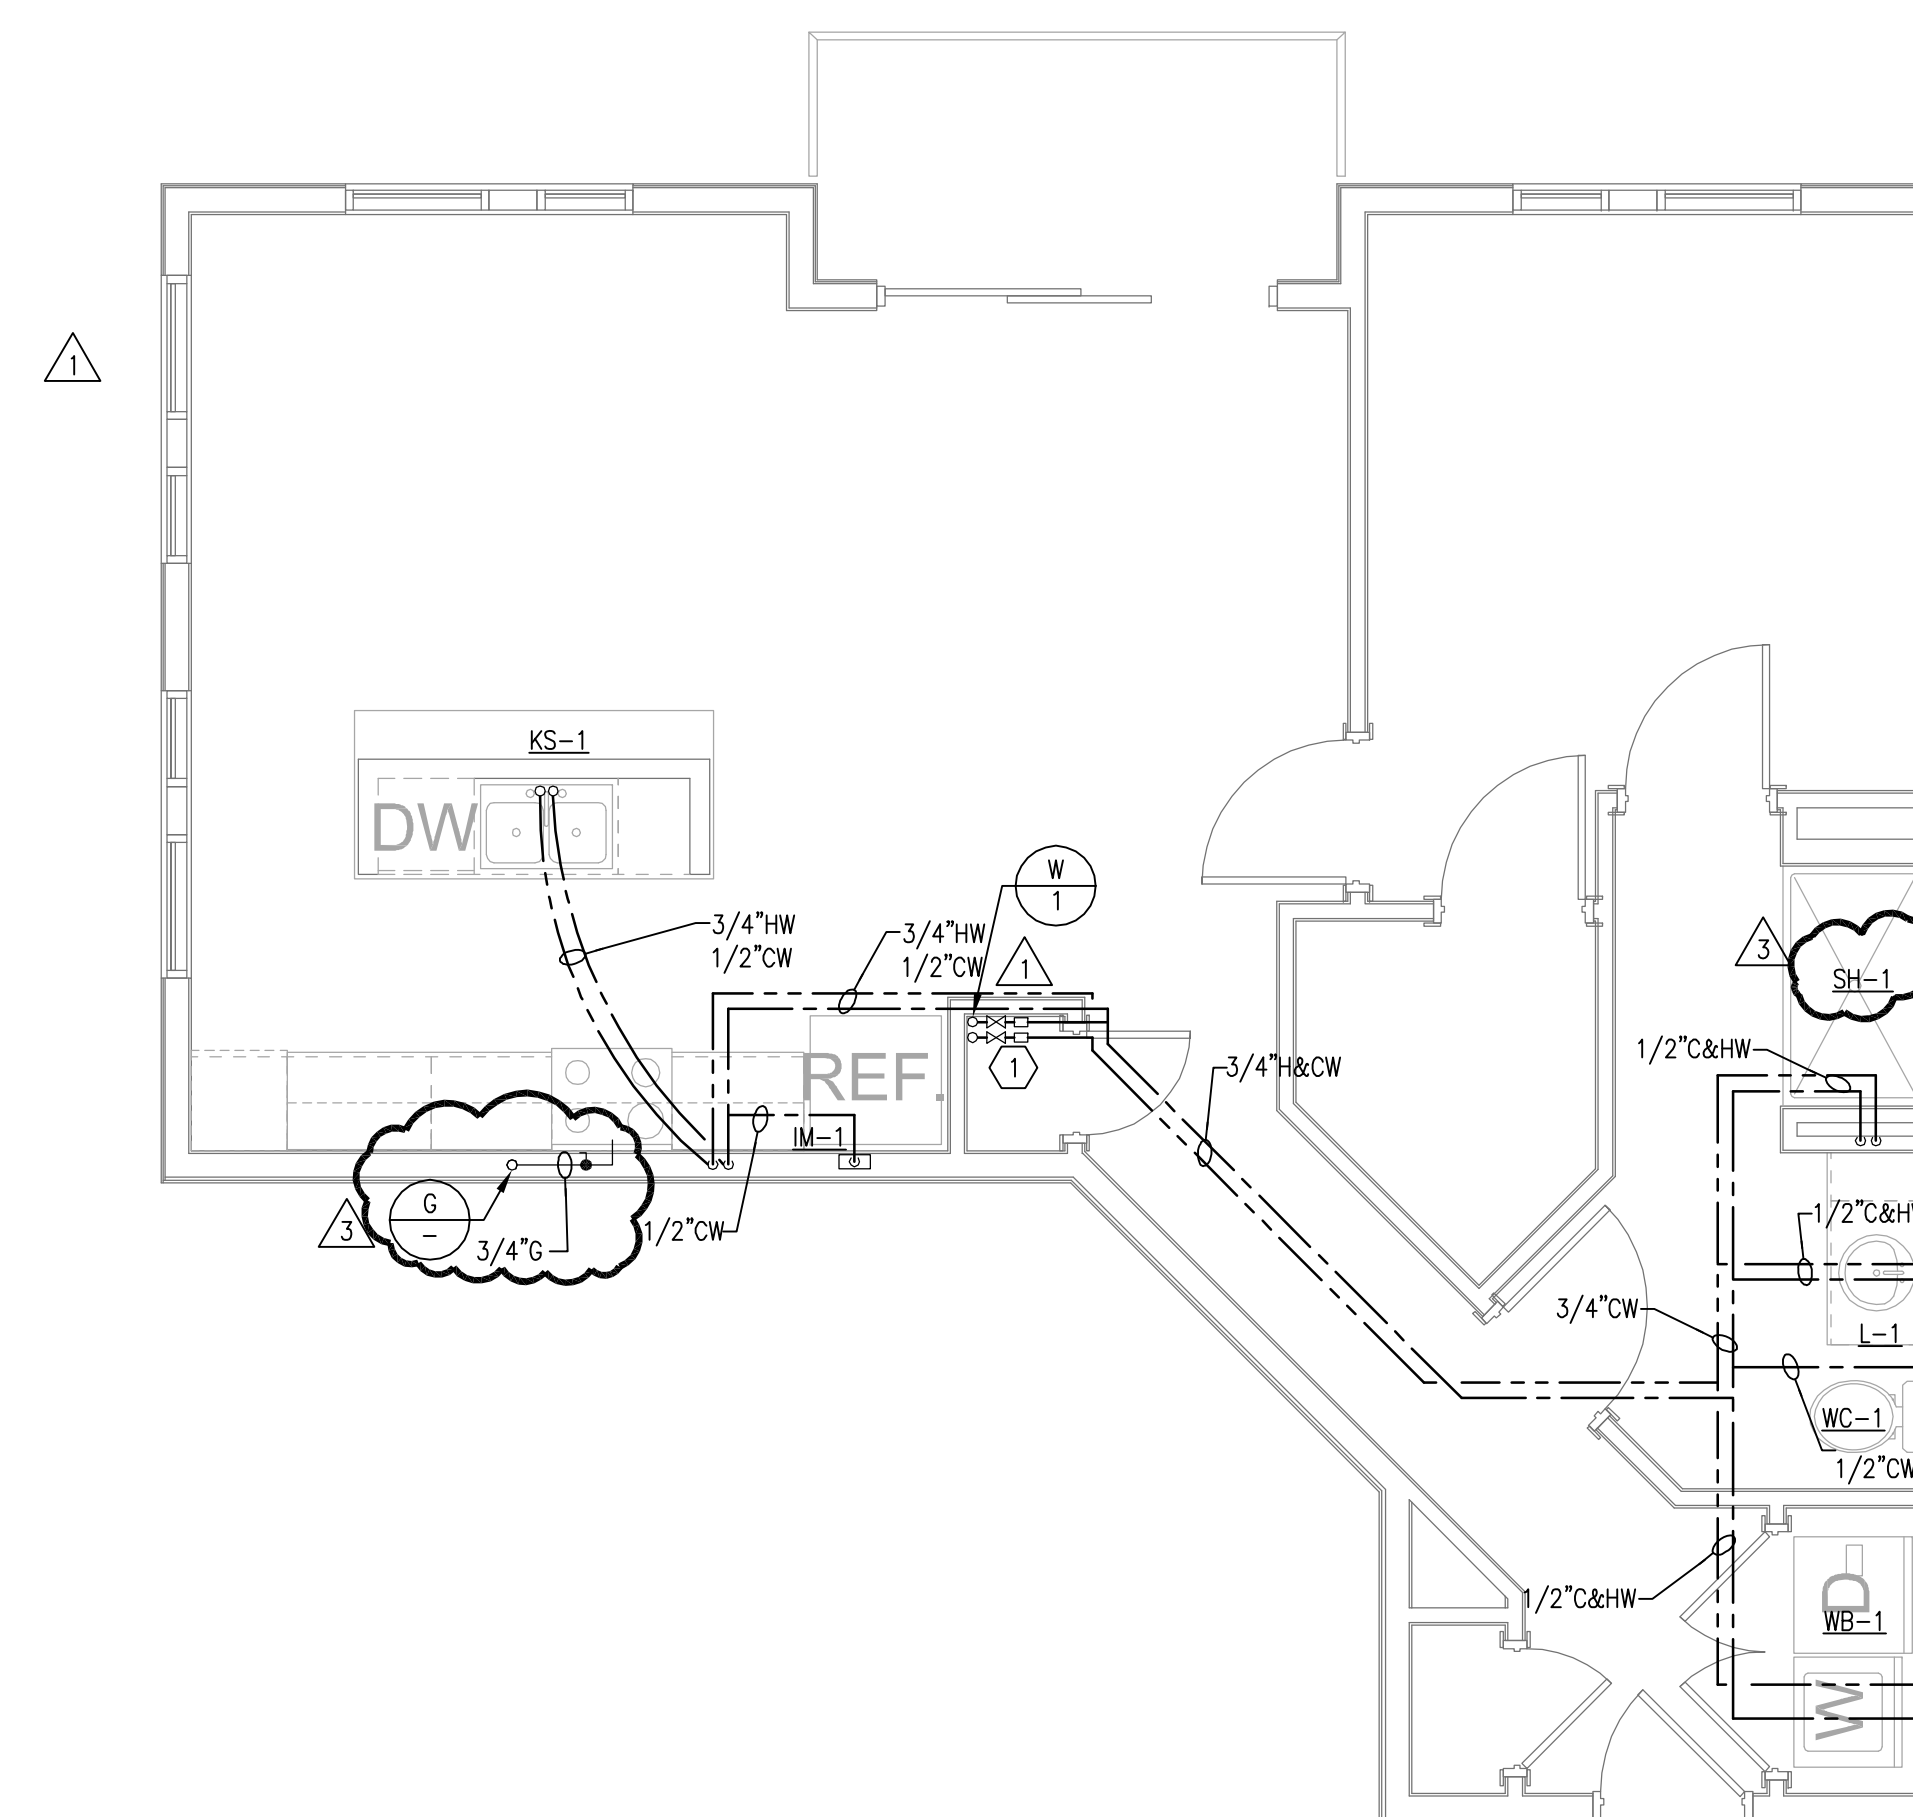 1
KS-1
DW
W
1
3/4"HW
1/2"CW
3/4"HW
1/2"CW
1
3
SH-1
1/2"C&HW
1
3/4"H&CW
REF.
IM-1
G
-
3
3/4"G
1/2"CW
1/2"C&H
3/4"CW
L-1
WC-1
1/2"CW
1/2"C&HW
D
WB-1
W